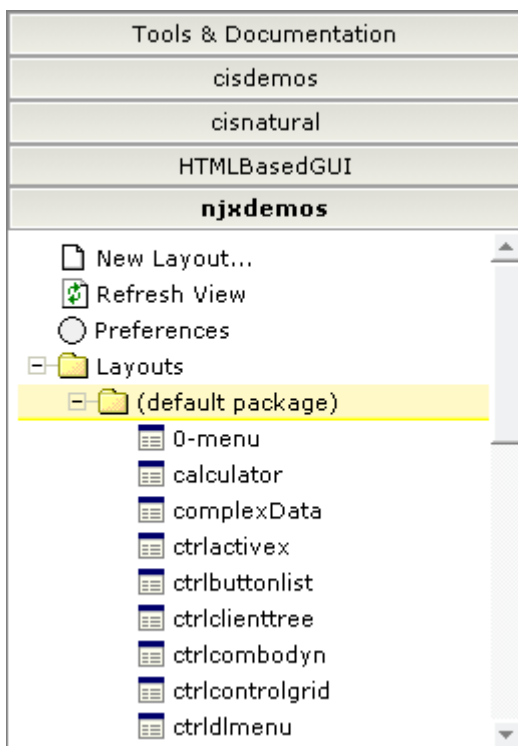 Tools & Documentation
cisdemos
cisnatural
HTMLBasedGUI
njxdemos
New Layout...
Refresh View
Preferences
Layouts
(default package)
0-menu
calculator
complexData
ctrlactivex
ctrlbuttonlist
ctrlclienttree
ctrlcombodyn
ctrlcontrolgrid
ctrldlmenu